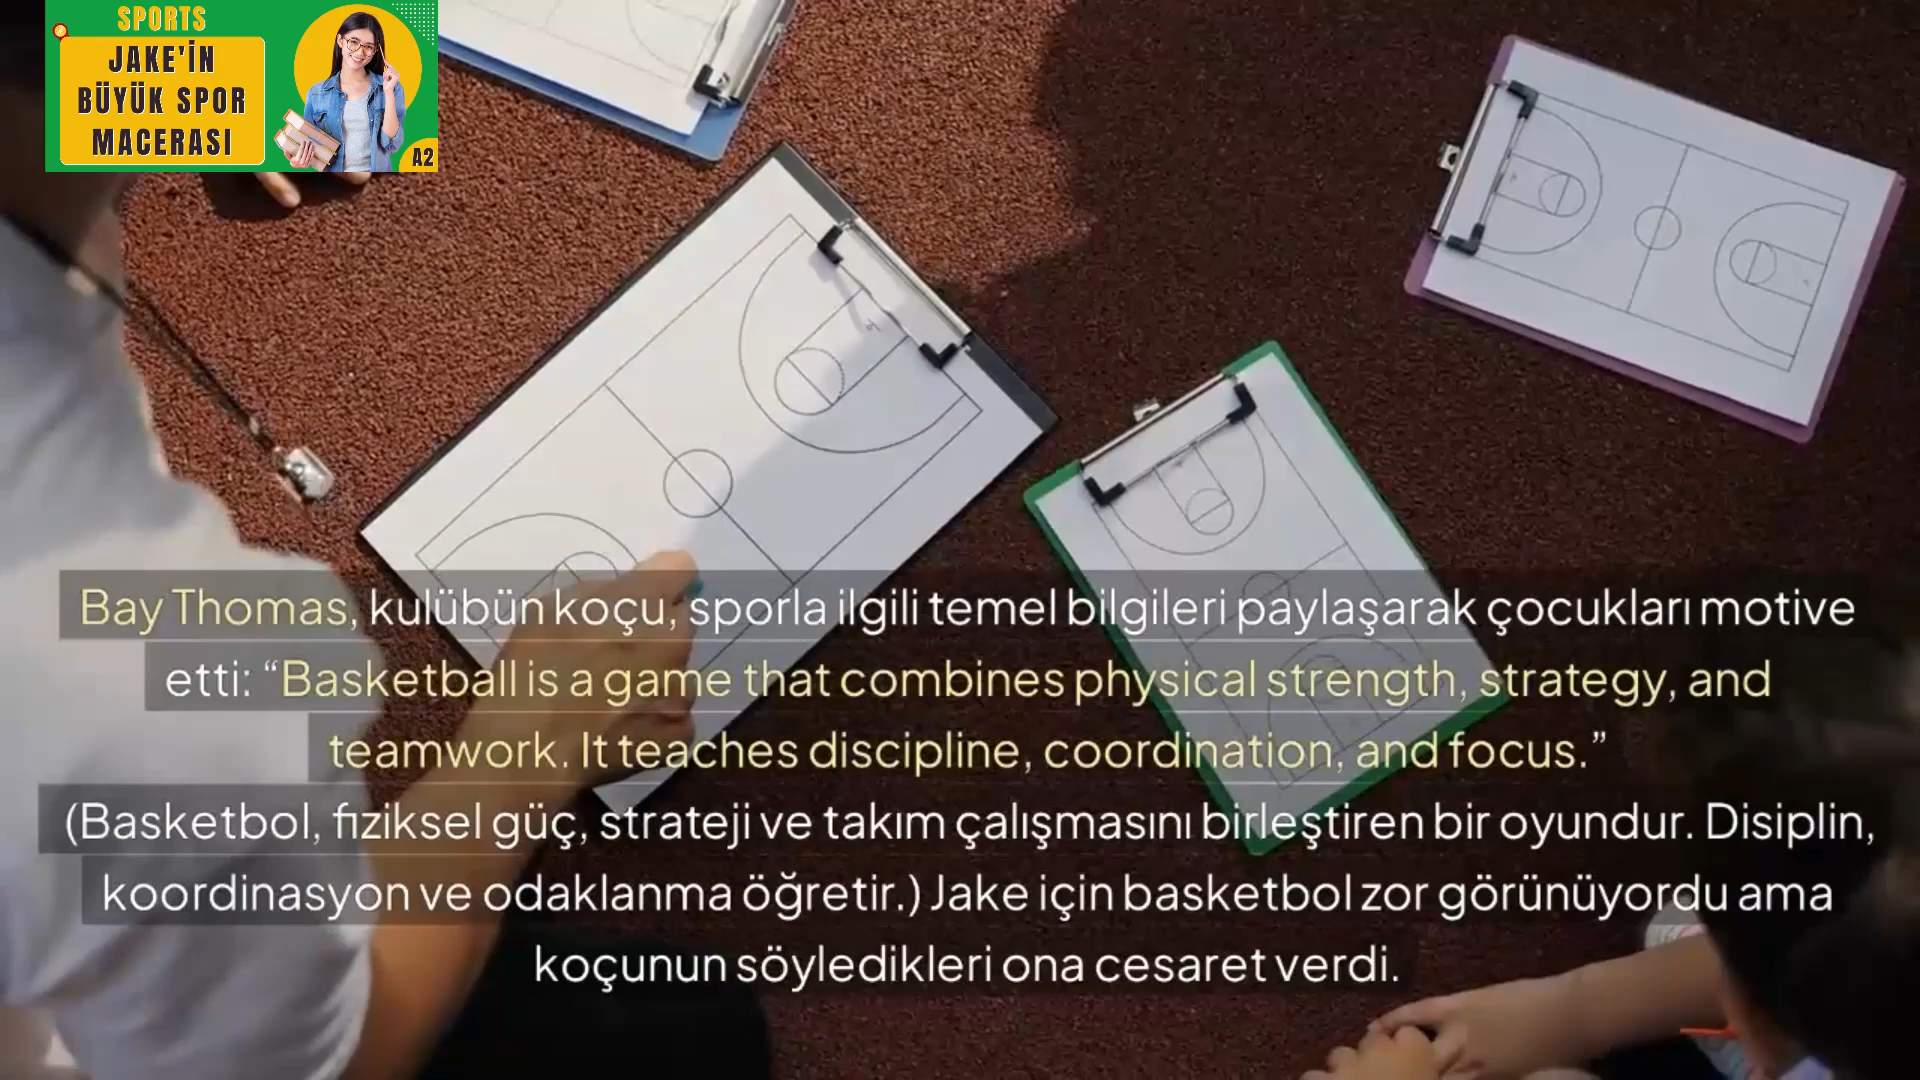 SPORTS
JAKE'İN
BÜYÜK SPOR
MACERASI
A2
Bay Thomas, kulübün koçu, sporla ilgili temel bilgileri paylaşarak çocukları motive
etti: “Basketball is a game that combines physical strength, strategy, and
teamwork. It teaches discipline, coordination, and focus.”
(Basketbol, fiziksel güç, strateji ve takım çalışmasını birleştiren bir oyundur. Disiplin,
koordinasyon ve odaklanma öğretir.) Jake için basketbol zor görünüyordu ama
koçunun söyledikleri ona cesaret verdi.